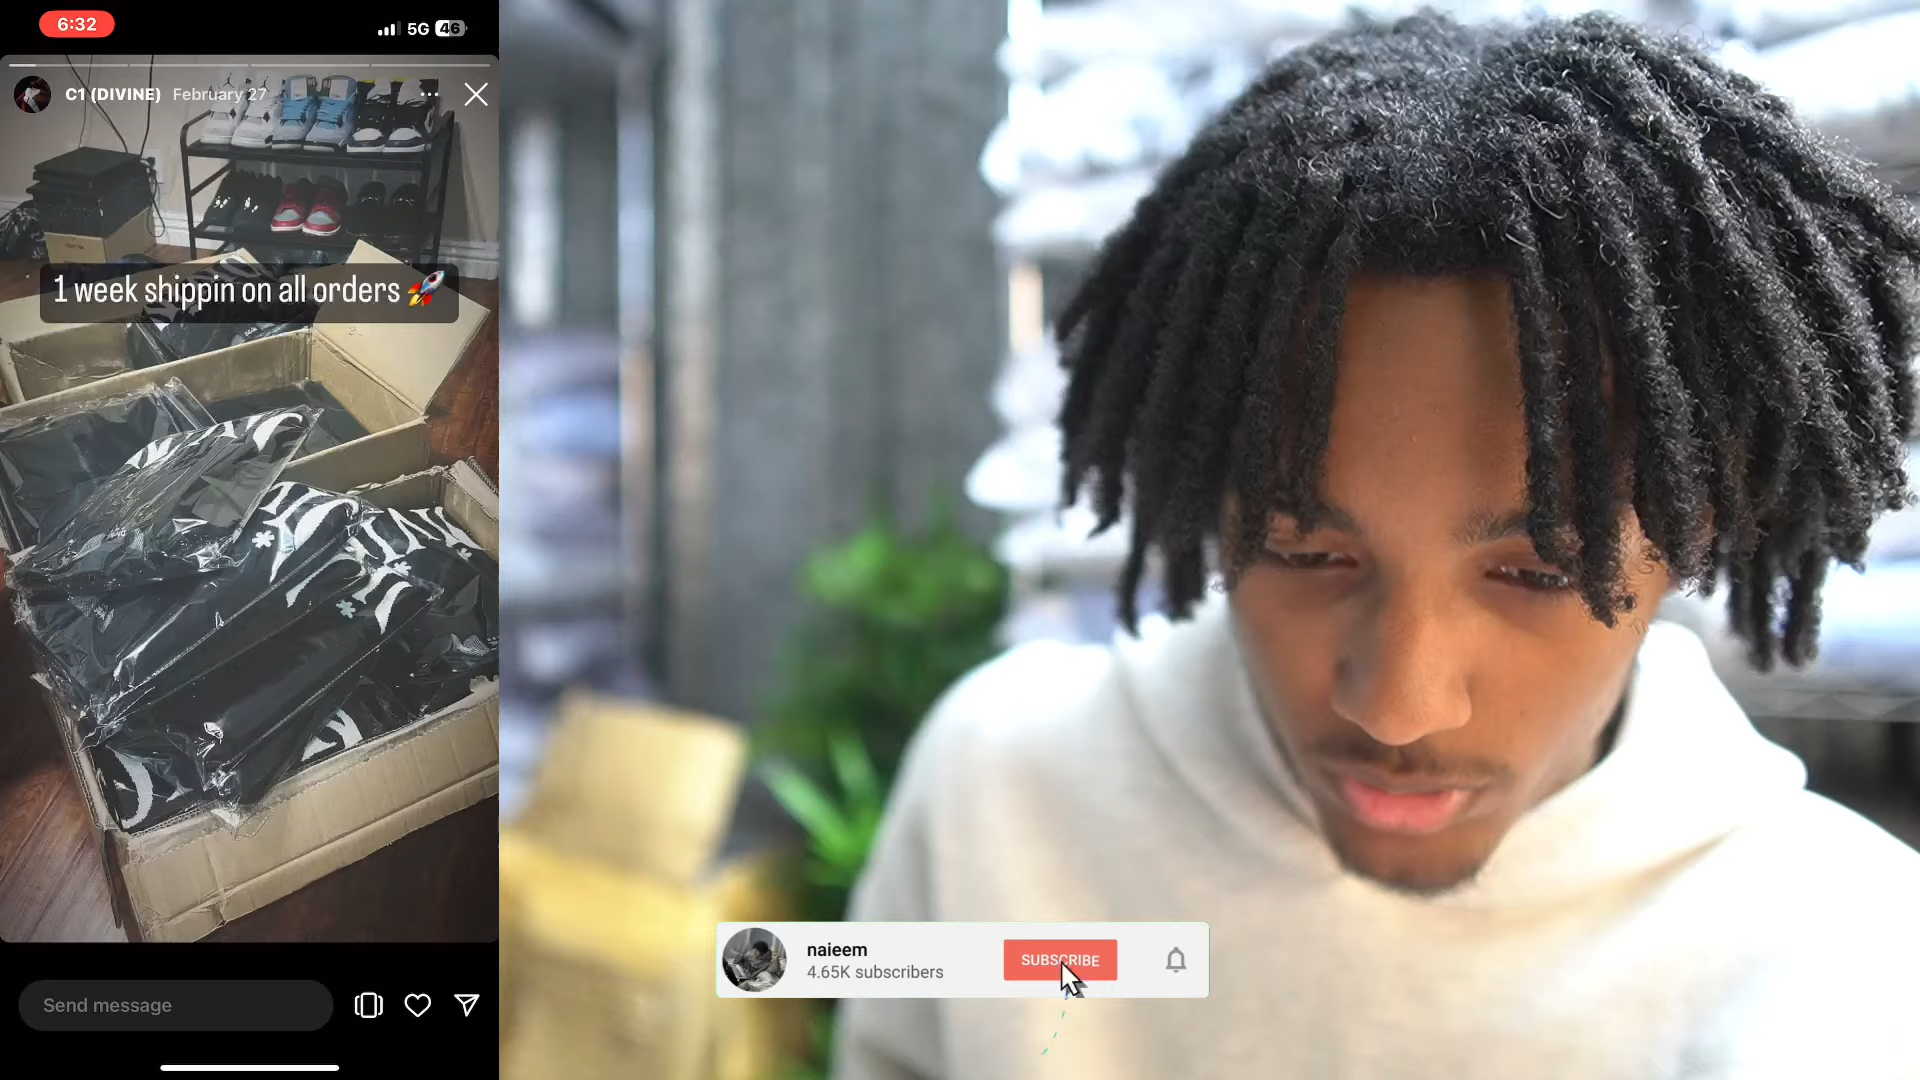 6:32
5G 46
C1 (DIVINE) February 27
1 week shippin on all orders 🚀
Send message
naieem
4.65K subscribers
SUBSCRIBE